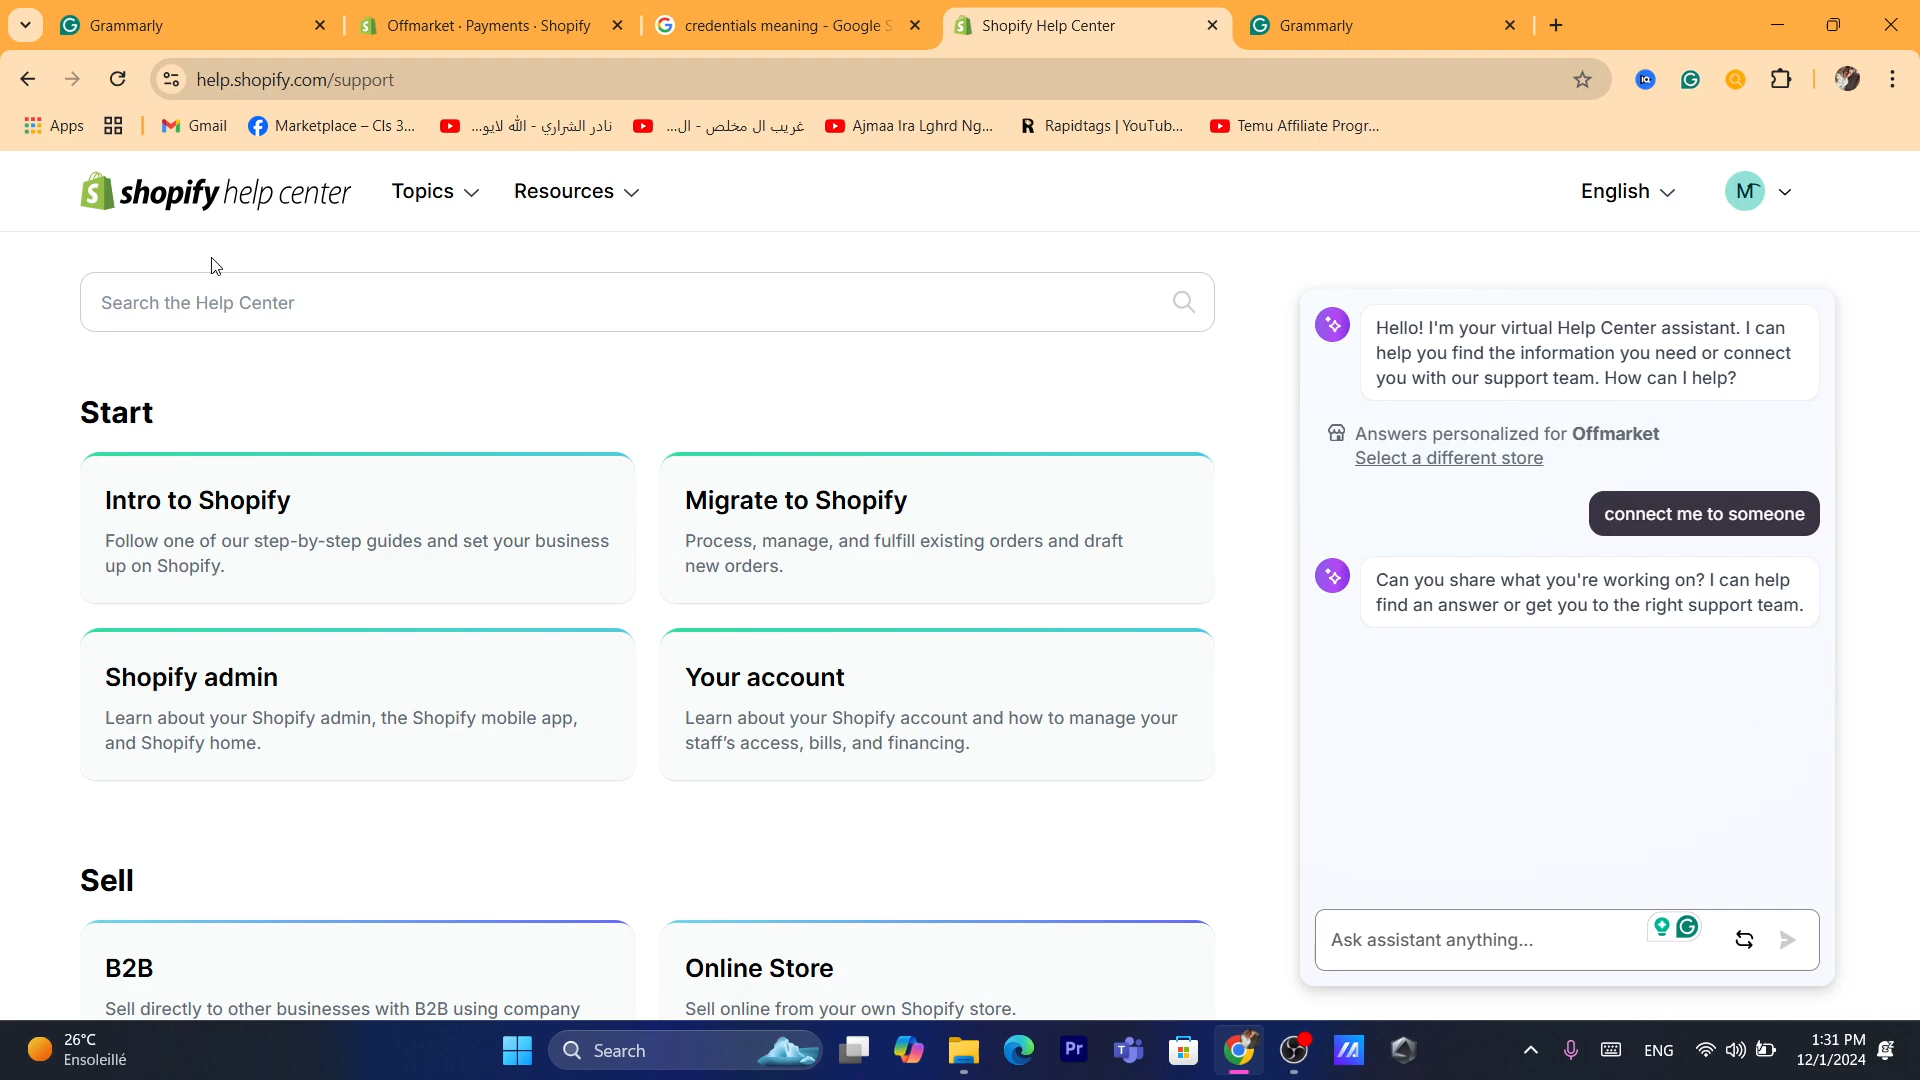 Grammarly
Offmarket · Payments · Shopify
credentials meaning - Google S
Shopify Help Center
Grammarly
help.shopify.com/support
Apps
Gmail
Marketplace – Cls 3...
نادر الشراري - الله لايو...
غريب ال مخلص - ال...
Ajmaa Ira Lghrd Ng...
Rapidtags | YouTub...
Temu Affiliate Progr...
shopify help center
Topics
Resources
English
MT
Search the Help Center
Start
Intro to Shopify
Follow one of our step-by-step guides and set your business
up on Shopify.
Migrate to Shopify
Process, manage, and fulfill existing orders and draft
new orders.
Shopify admin
Learn about your Shopify admin, the Shopify mobile app,
and Shopify home.
Your account
Learn about your Shopify account and how to manage your
staff's access, bills, and financing.
Sell
B2B
Sell directly to other businesses with B2B using company
Online Store
Sell online from your own Shopify store.
Hello! I'm your virtual Help Center assistant. I can
help you find the information you need or connect
you with our support team. How can I help?
Answers personalized for Offmarket
Select a different store
connect me to someone
Can you share what you're working on? I can help
find an answer or get you to the right support team.
Ask assistant anything...
26°C
Ensoleillé
Search
Pr
ENG
1:31 PM
12/1/2024